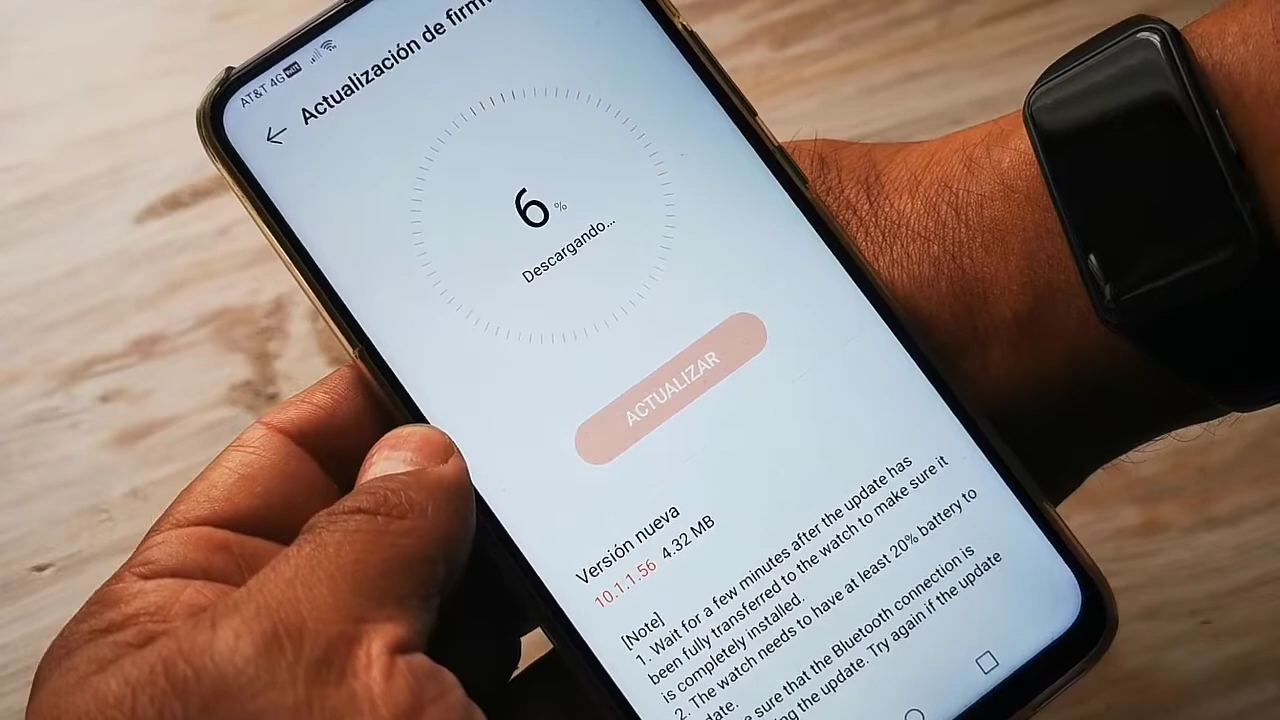 AT&T 4G HD
Actualización de
6 %
Descargando...
ACTUALIZAR
Versión nueva
10.1.1.56 4.32 MB
[Note]
1. Wait for a few minutes after the update has
been fully transferred to the watch to make sure it
is completely installed.
2. The watch needs to have at least 20% battery to
sure that the Bluetooth connection is
the update. Try again if the update